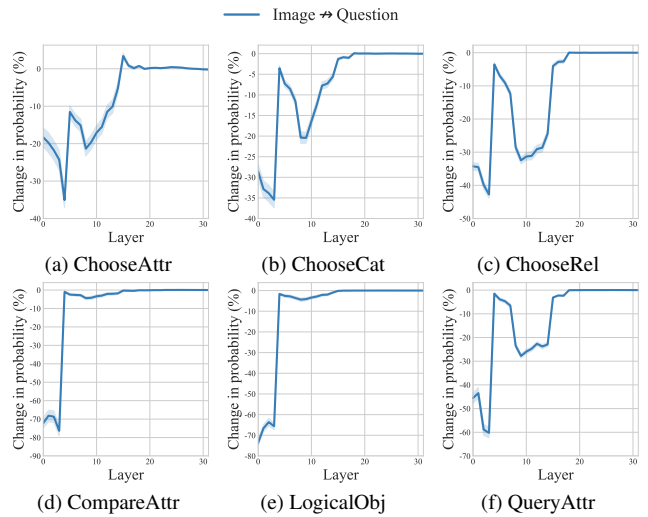 Image ↛ Question
Change in probability (%)
0
-10
-20
-30
-40
0 10 20 30
Layer
(a) ChooseAttr
Change in probability (%)
0
-5
-10
-15
-20
-25
-30
-35
-40
0 10 20 30
Layer
(b) ChooseCat
Change in probability (%)
0
-10
-20
-30
-40
-50
0 10 20 30
Layer
(c) ChooseRel
Change in probability (%)
0
-10
-20
-30
-40
-50
-60
-70
-80
-90
0 10 20 30
Layer
(d) CompareAttr
Change in probability (%)
0
-10
-20
-30
-40
-50
-60
-70
-80
0 10 20 30
Layer
(e) LogicalObj
Change in probability (%)
0
-10
-20
-30
-40
-50
-60
-70
0 10 20 30
Layer
(f) QueryAttr